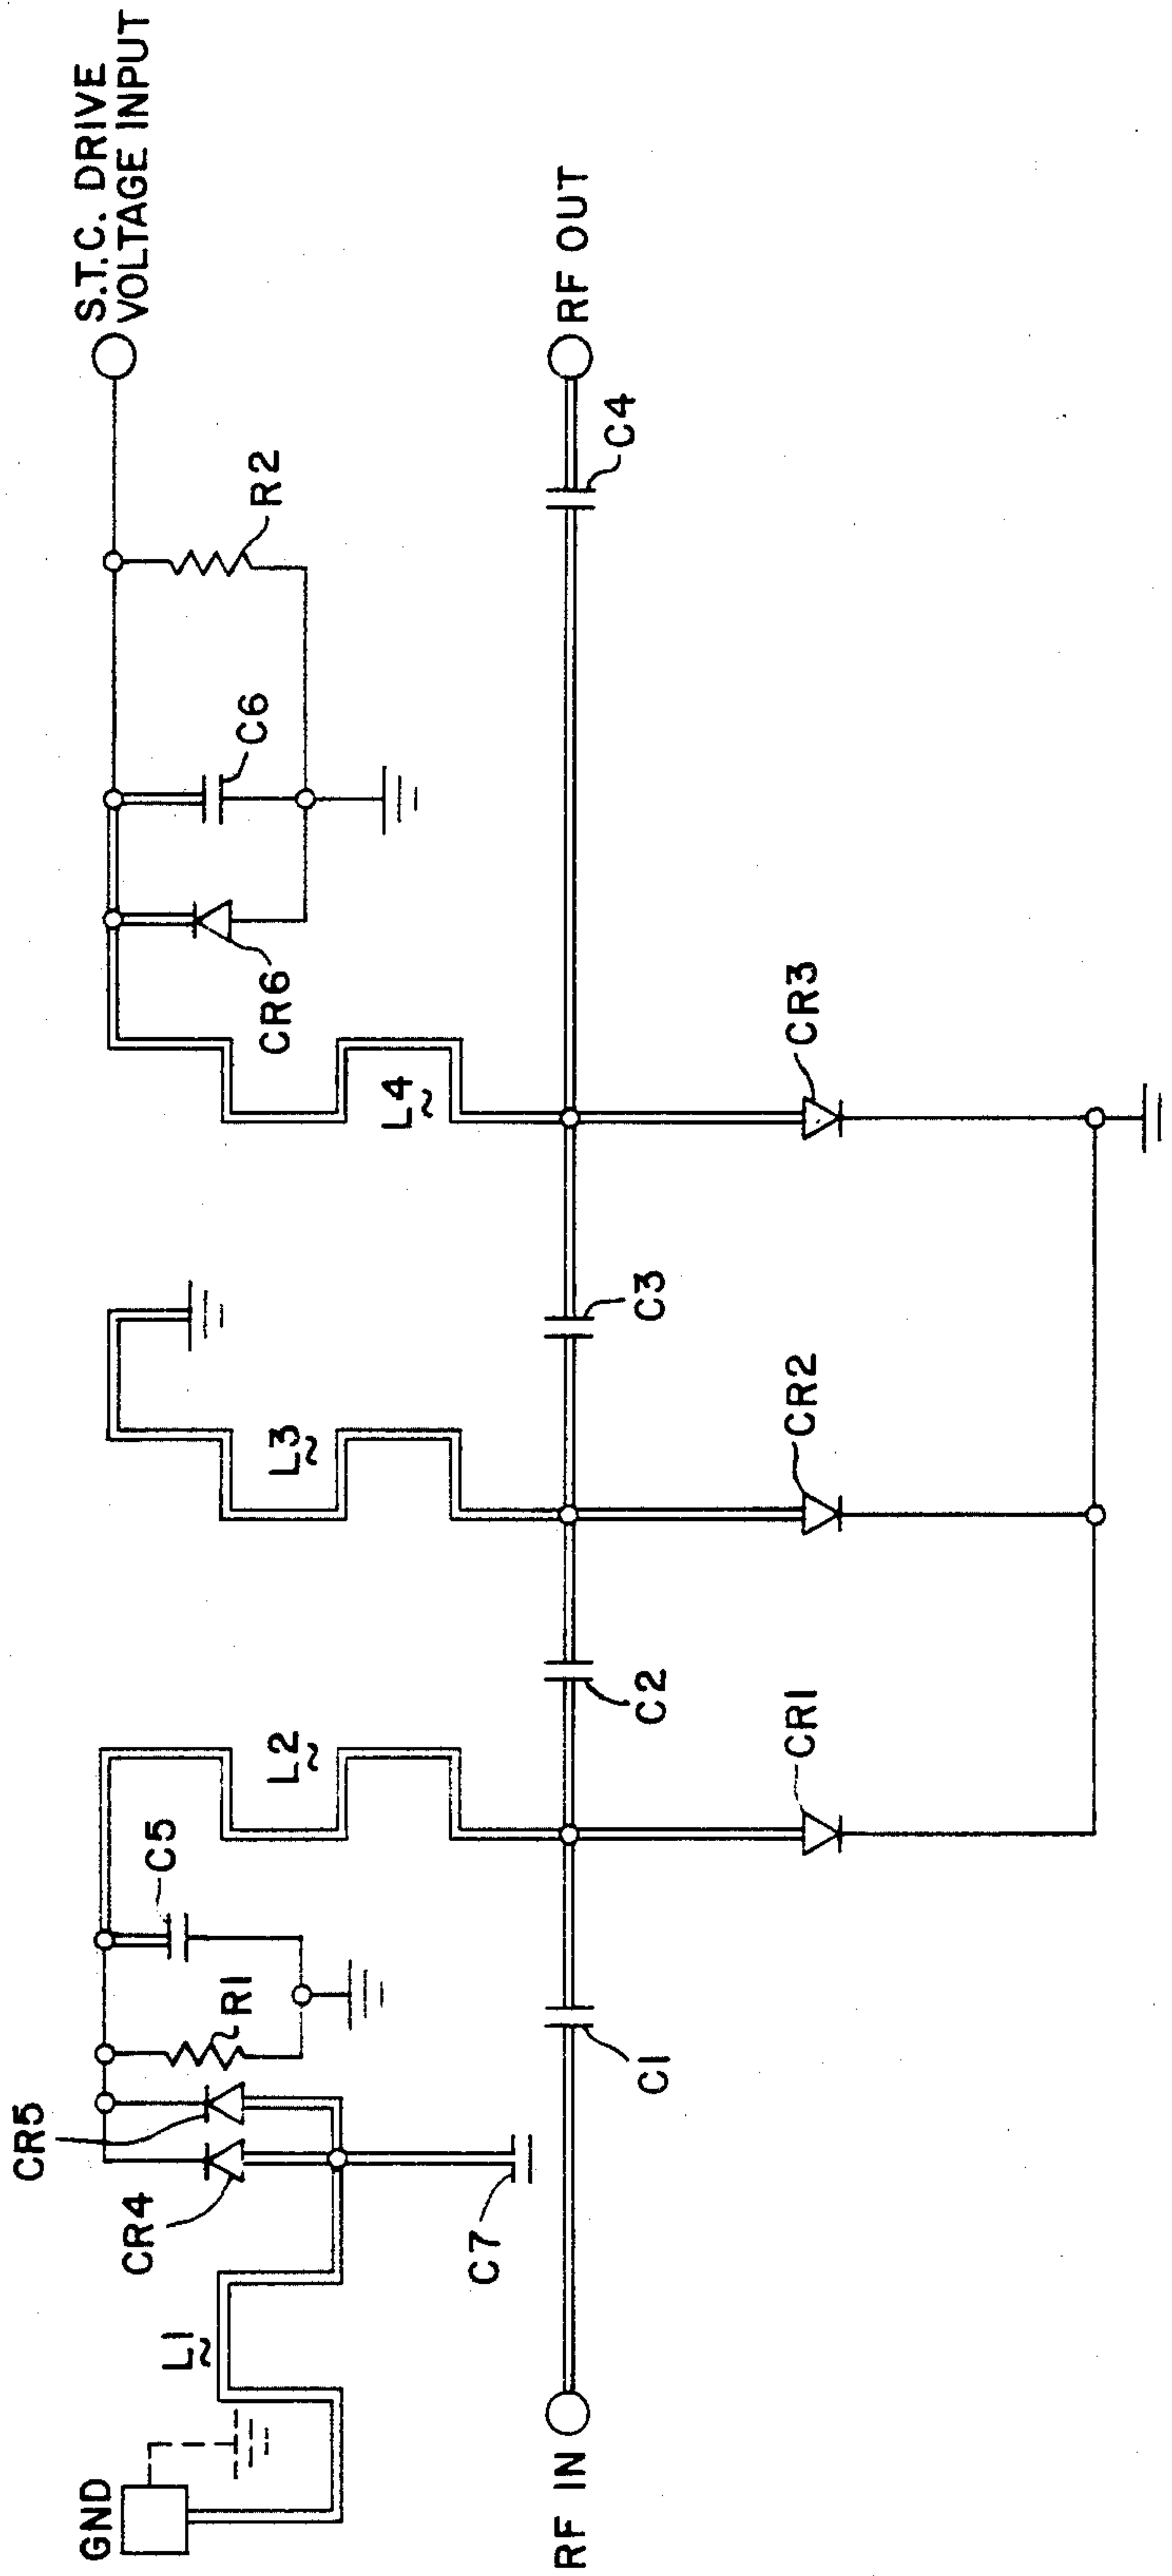 S.T.C. DRIVE
VOLTAGE INPUT
RF OUT
R2
C4
C6
CR6
L4
CR3
C3
L3
CR2
C2
L2
CR1
C5
R1
C1
CR5
CR4
C7
L1
GND
RF IN